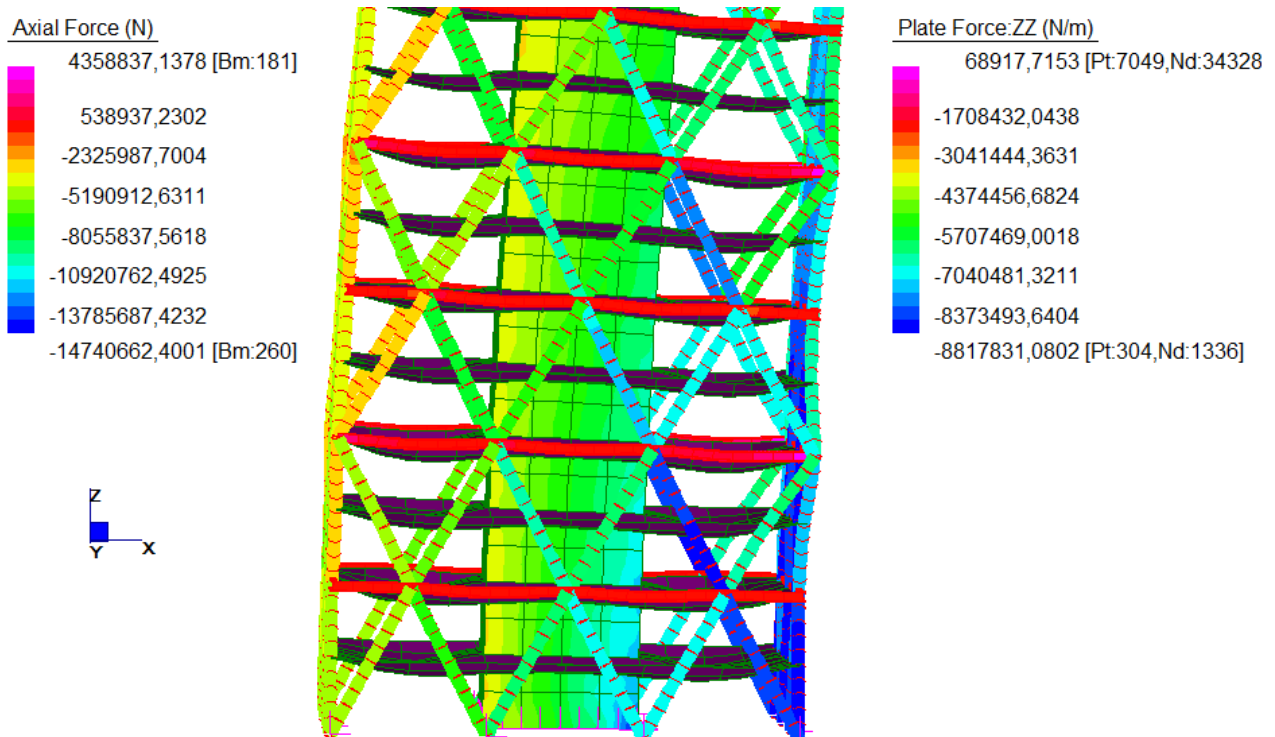 Axial Force (N)
4358837,1378 [Bm:181]
538937,2302
-2325987,7004
-5190912,6311
-8055837,5618
-10920762,4925
-13785687,4232
-14740662,4001 [Bm:260]
Z
Y
X
Plate Force:ZZ (N/m)
68917,7153 [Pt:7049,Nd:34328
-1708432,0438
-3041444,3631
-4374456,6824
-5707469,0018
-7040481,3211
-8373493,6404
-8817831,0802 [Pt:304,Nd:1336]